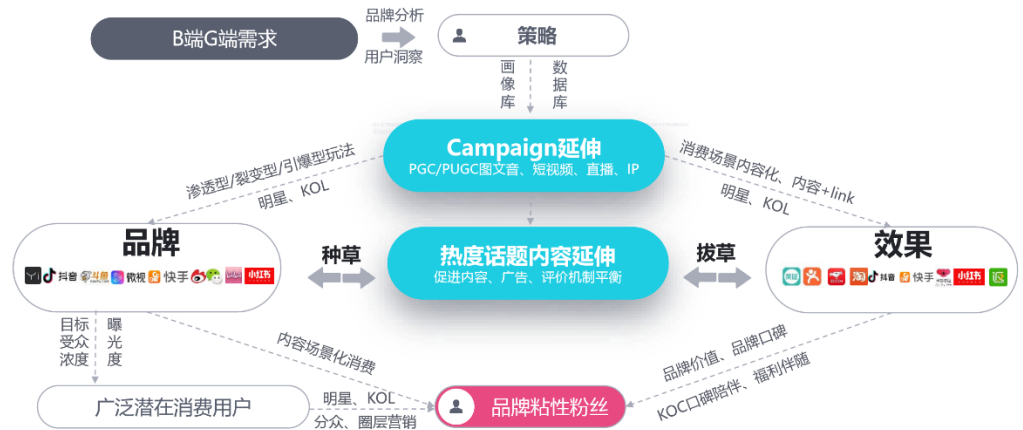 B端G端需求
品牌分析
用户洞察
策略
画像库
数据库
Campaign延伸
PGC/PUGC图文音、短视频、直播、IP
渗透型/裂变型/引爆型玩法
明星、KOL
消费场景内容化、内容+link
明星、KOL
品牌
抖音
斗鱼
微视
快手
种草
热度话题内容延伸
促进内容、广告、评价机制平衡
拔草
效果
淘
抖音
快手
小红书
小红书
目标受众浓度
曝光度
内容场景化消费
品牌价值、品牌口碑
KOC口碑陪伴、福利伴随
广泛潜在消费用户
明星、KOL
分众、圈层营销
品牌粘性粉丝